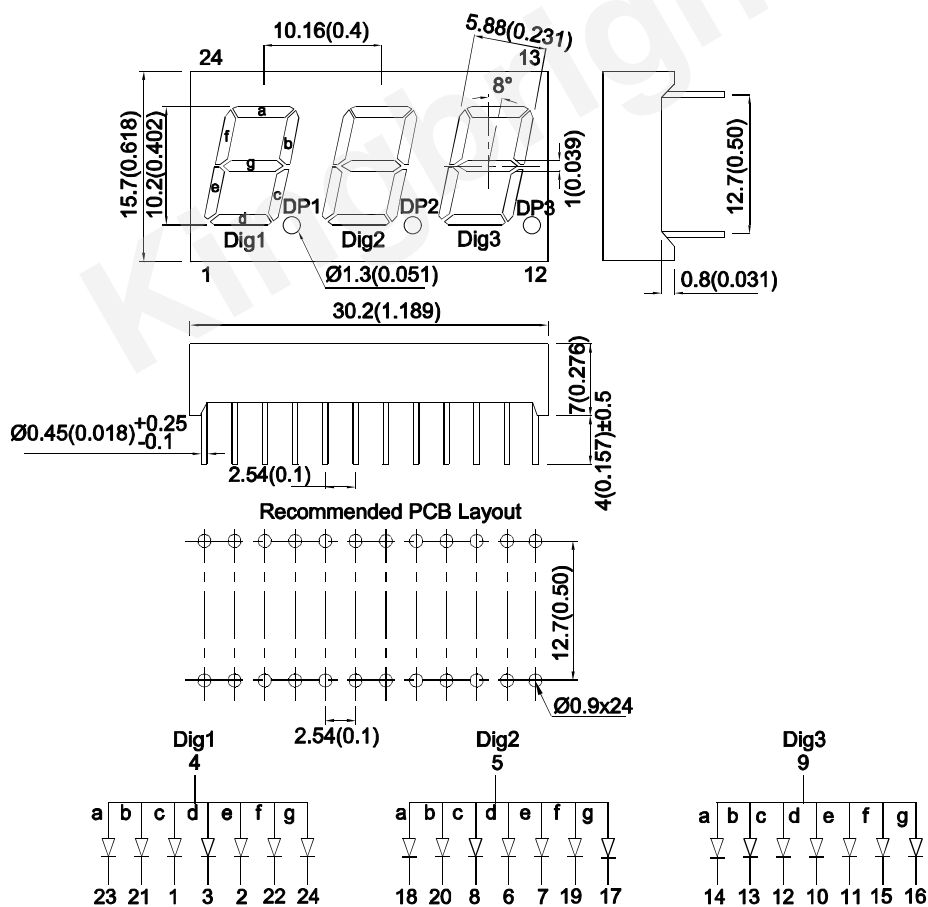 10.16(0.4)
5.88(0.231)
24
13
8°
a
f
b
g
e
c
d
DP1
DP2
DP3
Dig1
Dig2
Dig3
15.7(0.618)
10.2(0.402)
1(0.039)
12.7(0.50)
1
12
Ø1.3(0.051)
0.8(0.031)
30.2(1.189)
7(0.276)
Ø0.45(0.018)+0.25
-0.1
4(0.157)±0.5
2.54(0.1)
Recommended PCB Layout
12.7(0.50)
Ø0.9x24
2.54(0.1)
Dig1
4
a b c d e f g
23 21 1 3 2 22 24
Dig2
5
a b c d e f g
18 20 8 6 7 19 17
Dig3
9
a b c d e f g
14 13 12 10 11 15 16